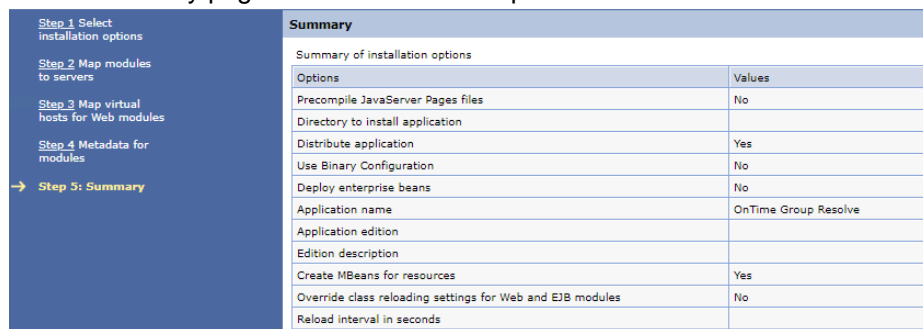 Step 1 Select
installation options
Step 2 Map modules
to servers
Step 3 Map virtual
hosts for Web modules
Step 4 Metadata for
modules
Step 5: Summary
Summary
Summary of installation options
Options Values
Precompile JavaServer Pages files No
Directory to install application
Distribute application Yes
Use Binary Configuration No
Deploy enterprise beans No
Application name OnTime Group Resolve
Application edition
Edition description
Create MBeans for resources Yes
Override class reloading settings for Web and EJB modules No
Reload interval in seconds